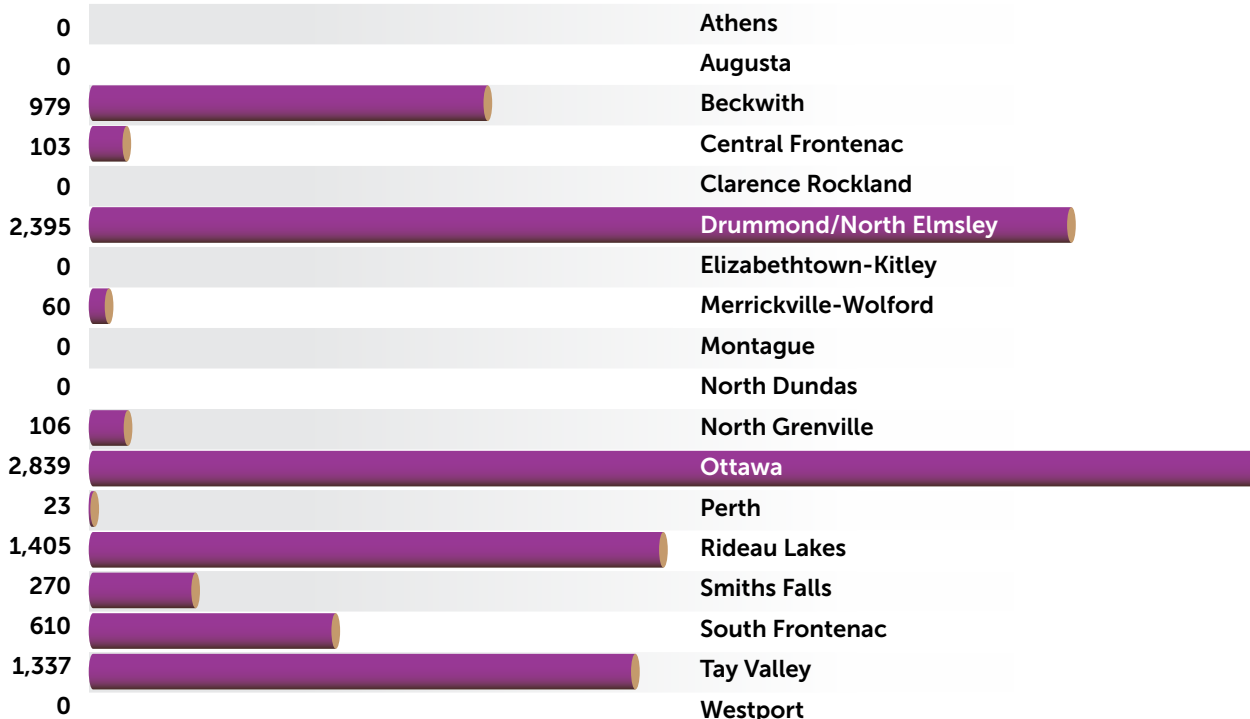 0 Athens
0 Augusta
979 Beckwith
103 Central Frontenac
0 Clarence Rockland
2,395 Drummond/North Elmsley
0 Elizabethtown-Kitley
60 Merrickville-Wolford
0 Montague
0 North Dundas
106 North Grenville
2,839 Ottawa
23 Perth
1,405 Rideau Lakes
270 Smiths Falls
610 South Frontenac
1,337 Tay Valley
0 Westport